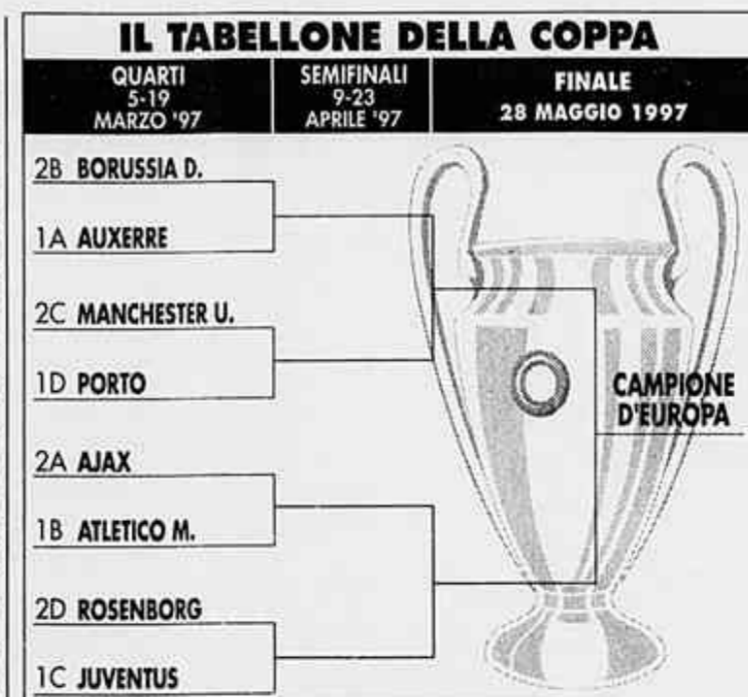 IL TABELLONE DELLA COPPA
QUARTI
5-19
MARZO '97
SEMIFINALI
9-23
APRILE '97
FINALE
28 MAGGIO 1997
2B BORUSSIA D.
1A AUXERRE
2C MANCHESTER U.
1D PORTO
2A AJAX
1B ATLETICO M.
2D ROSENBORG
1C JUVENTUS
CAMPIONE
D'EUROPA